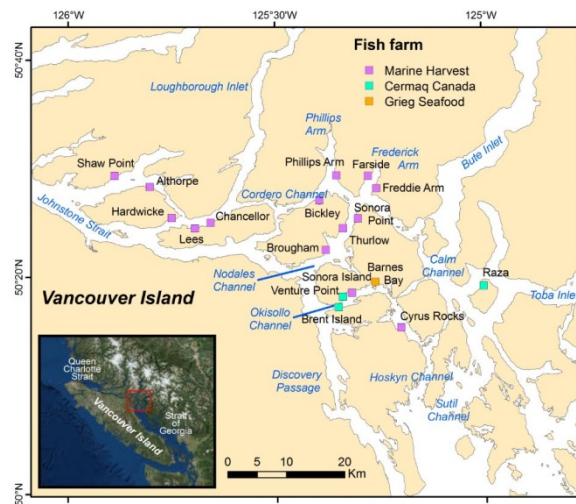 126°W
125°30'W
125°W
50°40'N
Fish farm
Marine Harvest
Cermaq Canada
Grieg Seafood
Loughborough Inlet
Phillips
Arm
Frederick
Arm
Bute Inlet
Phillips Arm
Farside
Shaw Point
Althorpe
Freddie Arm
Cordero Channel
Bickley
Sonora
Point
Johnstone Strait
Hardwicke
Chancellor
Lees
Thurlow
Brougham
Calm
Channel
Nodales
Channel
Barnes
Bay
Raza
50°20'N
Sonora Island
Venture Point
Toba Inlet
Vancouver Island
Okisollo
Channel
Brent Island
Cyrus Rocks
Discovery
Passage
Hoskyn Channel
Sutil
Channel
Queen
Charlotte
Strait
Vancouver Island
Strait
of
Georgia
0 5 10 20
Km
50°N